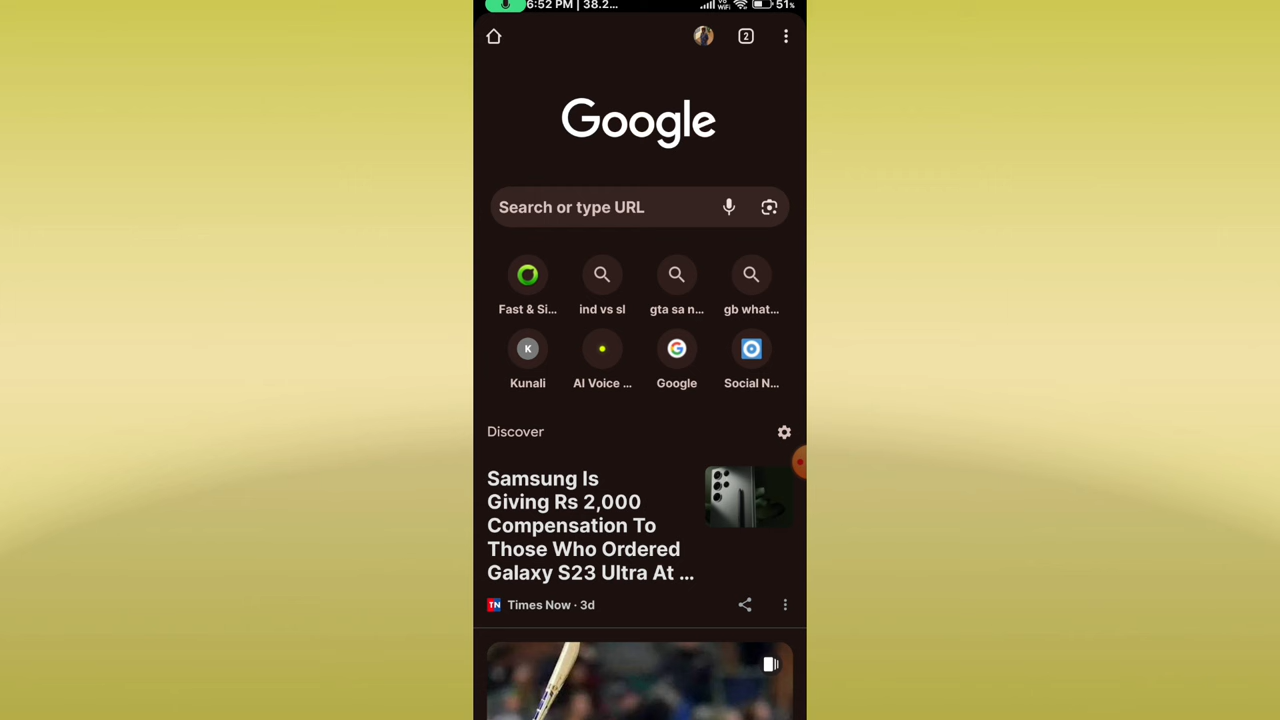 6:52 PM | 38.2...
Vo
WiFi
51%
2
Google
Search or type URL
Fast & Si...
ind vs sl
gta sa n...
gb what...
K
Kunali
AI Voice ...
Google
Social N...
Discover
Samsung Is
Giving Rs 2,000
Compensation To
Those Who Ordered
Galaxy S23 Ultra At ...
TN
Times Now · 3d